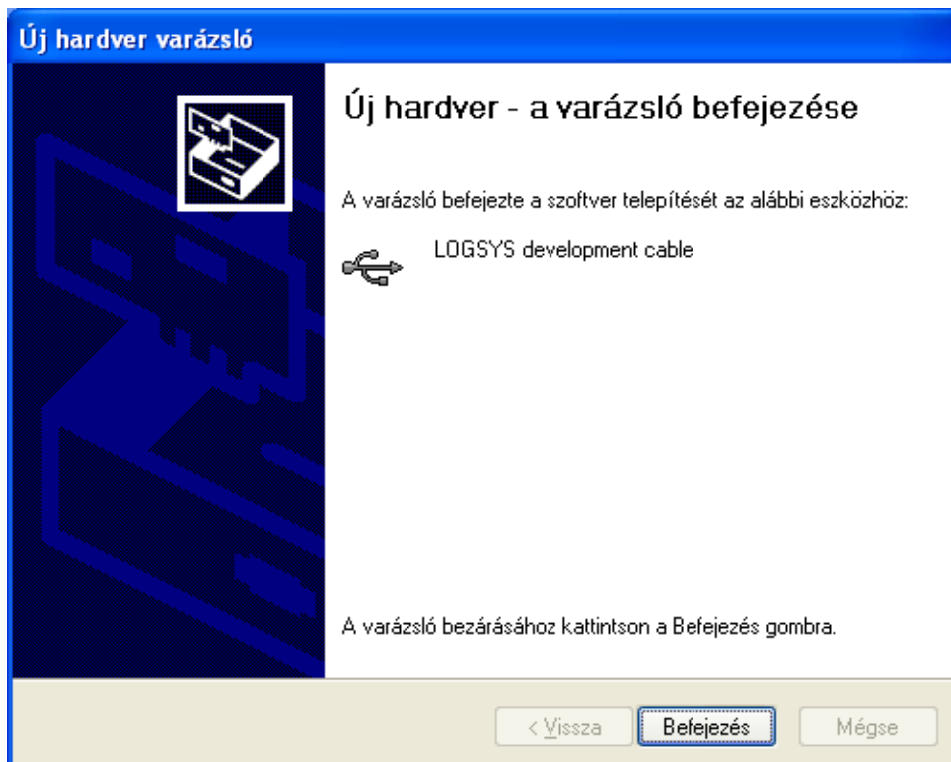 Új hardver varázsló
Új hardver - a varázsló befejezése
A varázsló befejezte a szoftver telepítését az alábbi eszközhöz:
LOGSYS development cable
A varázsló bezárásához kattintson a Befejezés gombra.
< Vissza Befejezés Mégse